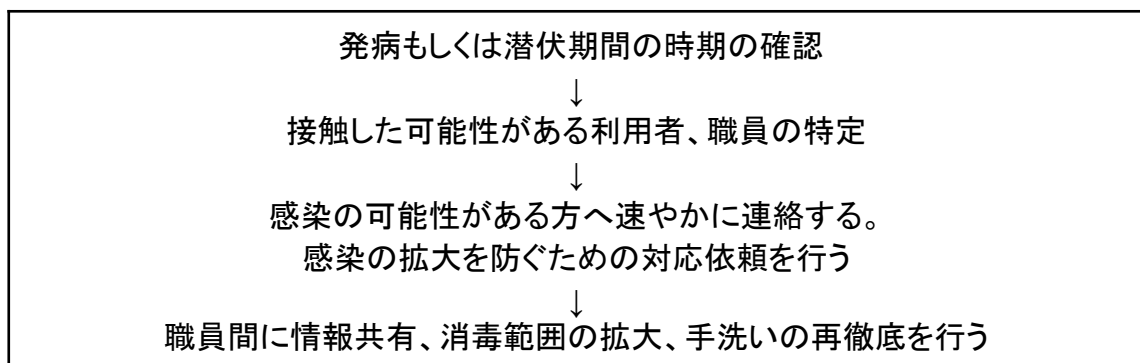 発病もしくは潜伏期間の時期の確認
↓
接触した可能性がある利用者、職員の特定
↓
感染の可能性がある方へ速やかに連絡する。
感染の拡大を防ぐための対応依頼を行う
↓
職員間に情報共有、消毒範囲の拡大、手洗いの再徹底を行う